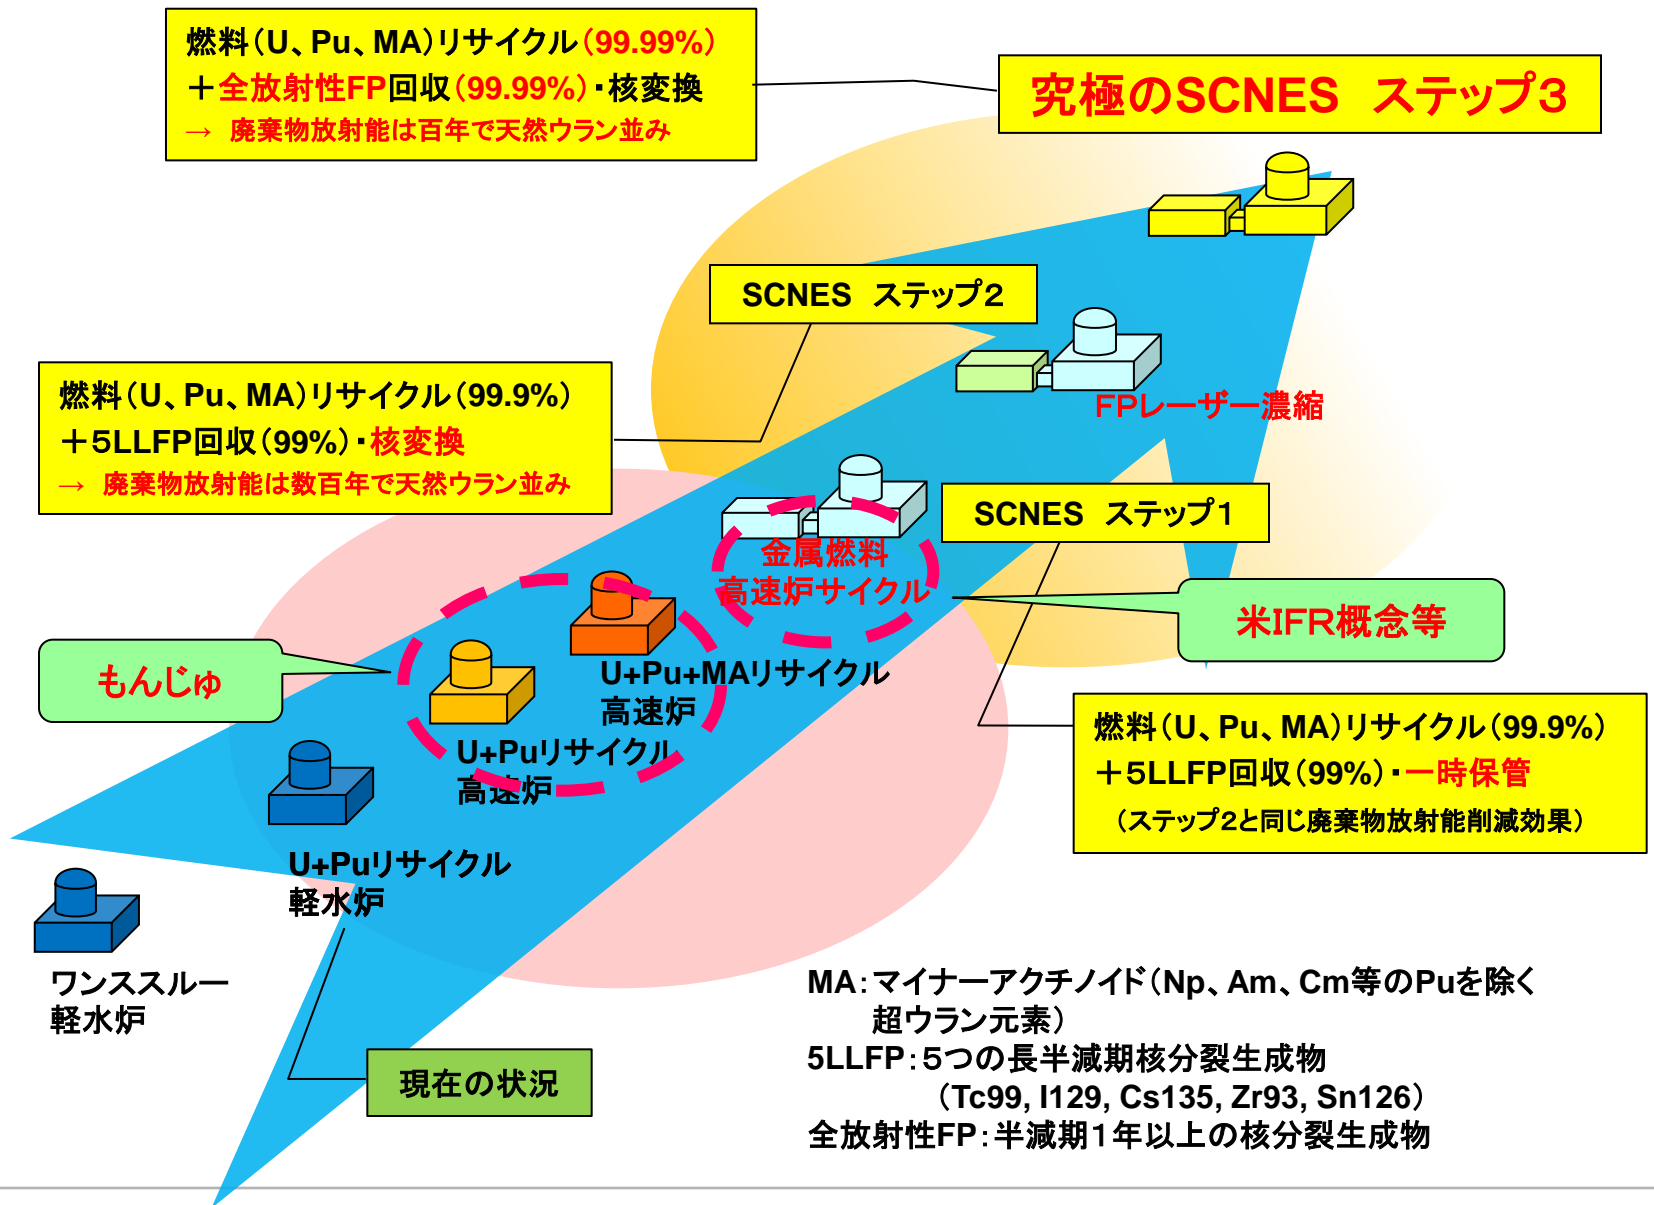 燃料（U、Pu、MA）リサイクル（99.99%）
＋全放射性FP回収（99.99%）・核変換
→ 廃棄物放射能は百年で天然ウラン並み
究極のSCNES　ステップ３
SCNES　ステップ２
燃料（U、Pu、MA）リサイクル（99.9%）
＋５LLFP回収（99%）・核変換
→ 廃棄物放射能は数百年で天然ウラン並み
FPレーザー濃縮
SCNES　ステップ１
金属燃料
高速炉サイクル
米IFR概念等
もんじゅ
U+Pu+MAリサイクル
高速炉
U+Puリサイクル
高速炉
燃料（U、Pu、MA）リサイクル（99.9%）
＋５LLFP回収（99%）・一時保管
（ステップ２と同じ廃棄物放射能削減効果）
U+Puリサイクル
軽水炉
ワンススルー
軽水炉
現在の状況
MA：マイナーアクチノイド（Np、Am、Cm等のPuを除く
超ウラン元素）
5LLFP：５つの長半減期核分裂生成物
（Tc99, I129, Cs135, Zr93, Sn126）
全放射性FP：半減期１年以上の核分裂生成物